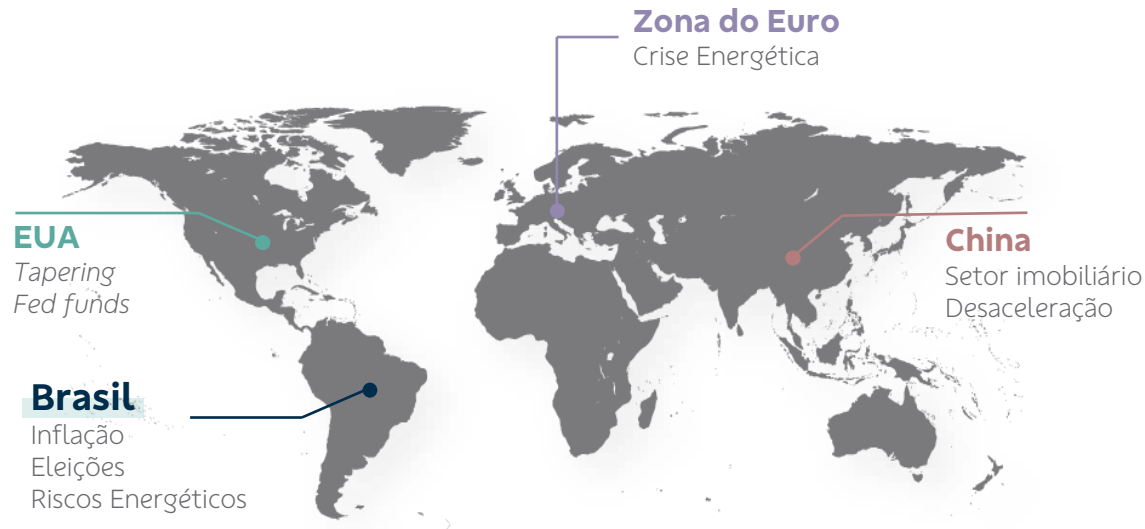 Zona do Euro
Crise Energética
EUA
Tapering
Fed funds
China
Setor imobiliário
Desaceleração
Brasil
Inflação
Eleições
Riscos Energéticos